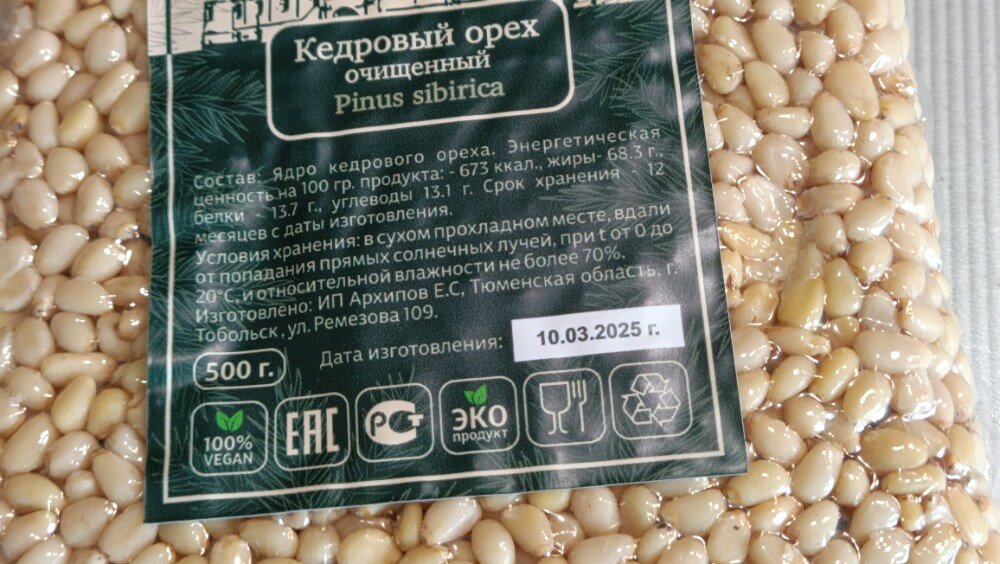 Кедровый орех
очищенный
Pinus sibirica
Состав: Ядро кедрового ореха. Энергетическая
ценность на 100 гр. продукта: - 673 ккал., жиры- 68.3 г.,
белки - 13.7 г., углеводы 13.1 г. Срок хранения - 12
месяцев с даты изготовления.
Условия хранения: в сухом прохладном месте, вдали
от попадания прямых солнечных лучей, при t от 0 до
20°С, и относительной влажности не более 70%.
Изготовлено: ИП Архипов Е.С, Тюменская область, г.
Тобольск, ул. Ремезова 109.
Дата изготовления: 10.03.2025 г.
500 г.
100%
VEGAN
ЕАС
РСТ
ЭКО
продукт